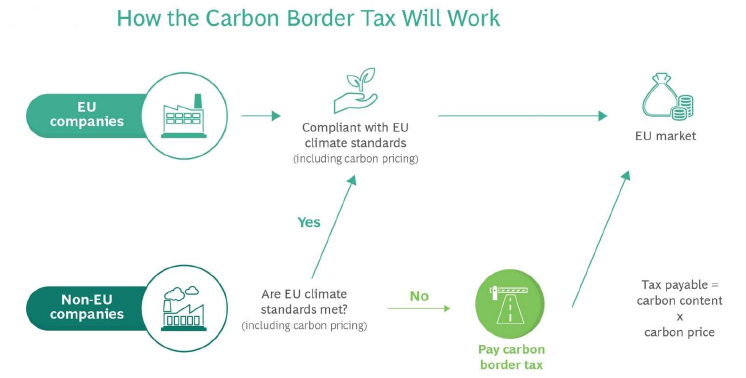 How the Carbon Border Tax Will Work
EU
companies
Compliant with EU
climate standards
(including carbon pricing)
EU market
Yes
Non-EU
companies
Are EU climate
standards met?
(including carbon pricing)
No
Pay carbon
border tax
Tax payable =
carbon content
x
carbon price